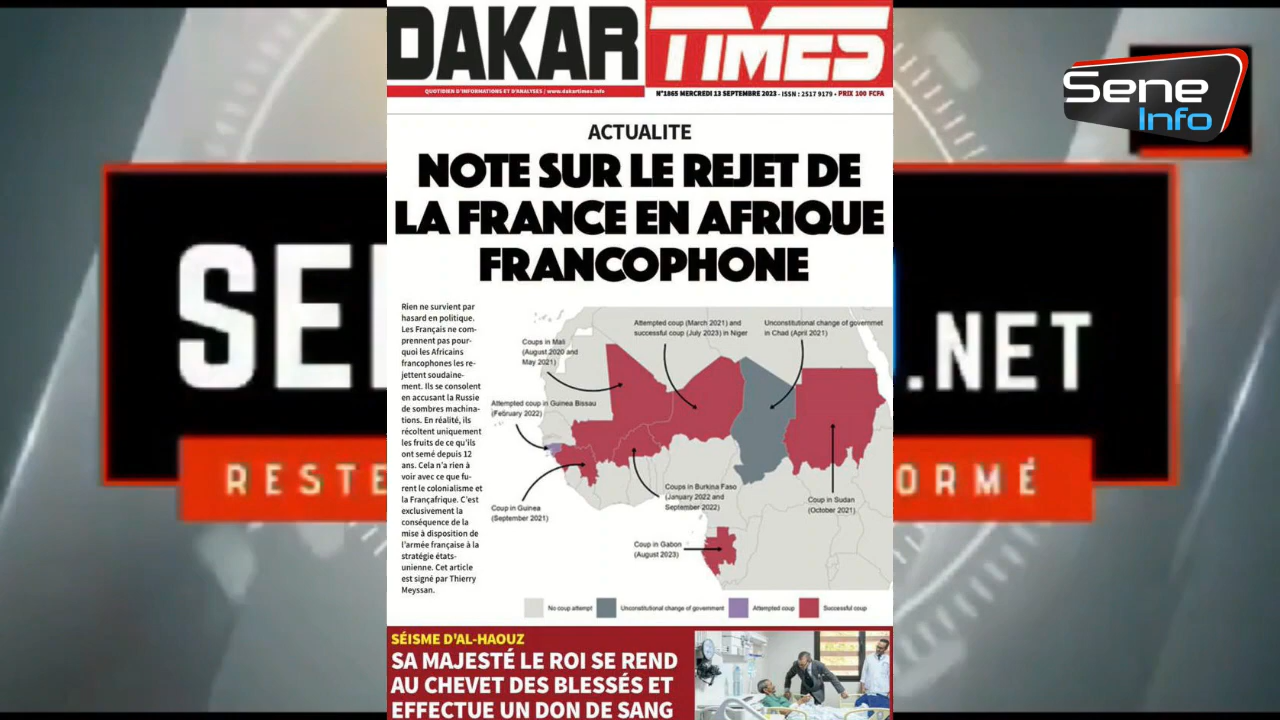 DAKAR TIMES
QUOTIDIEN D'INFORMATIONS ET D'ANALYSES / www.dakartimes.info
N°1865 MERCREDI 13 SEPTEMBRE 2023 - ISSN : 2517 9179 • PRIX 100 FCFA
Sene
Info
ACTUALITE
NOTE SUR LE REJET DE
LA FRANCE EN AFRIQUE
FRANCOPHONE
Rien ne survient par
hasard en politique.
Les Français ne com-
prennent pas pour-
quoi les Africains
francophones les re-
jettent soudaine-
ment. Ils se consolent
en accusant la Russie
de sombres machina-
tions. En réalité, ils
récoltent uniquement
les fruits de ce qu'ils
ont semé depuis 12
ans. Cela n'a rien à
voir avec ce que fu-
rent le colonialisme et
la Françafrique. C'est
exclusivement la
conséquence de la
mise à disposition de
l'armée française à la
stratégie états-
unienne. Cet article
est signé par Thierry
Meyssan.
Coups in Mali
(August 2020 and
May 2021)
Attempted coup (March 2021) and
successful coup (July 2023) in Niger
Unconstitutional change of governmet
in Chad (April 2021)
Attempted coup in Guinea Bissau
(February 2022)
Coup in Guinea
(September 2021)
Coups in Burkina Faso
(January 2022 and
September 2022)
Coup in Sudan
(October 2021)
Coup in Gabon
(August 2023)
No coup attempt
Unconstitutional change of government
Attempted coup
Successful coup
SÉISME D'AL-HAOUZ
SA MAJESTÉ LE ROI SE REND
AU CHEVET DES BLESSÉS ET
EFFECTUE UN DON DE SANG
SE
.NET
RESTE
ORMÉ